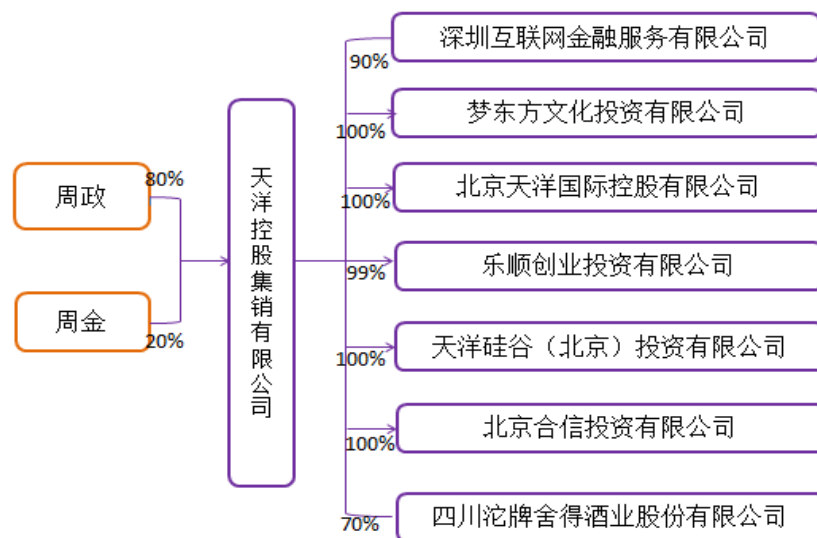 周政
80%
周金
20%
天洋控股集销有限公司
90%
深圳互联网金融服务有限公司
100%
梦东方文化投资有限公司
100%
北京天洋国际控股有限公司
99%
乐顺创业投资有限公司
100%
天洋硅谷（北京）投资有限公司
100%
北京合信投资有限公司
70%
四川沱牌舍得酒业股份有限公司